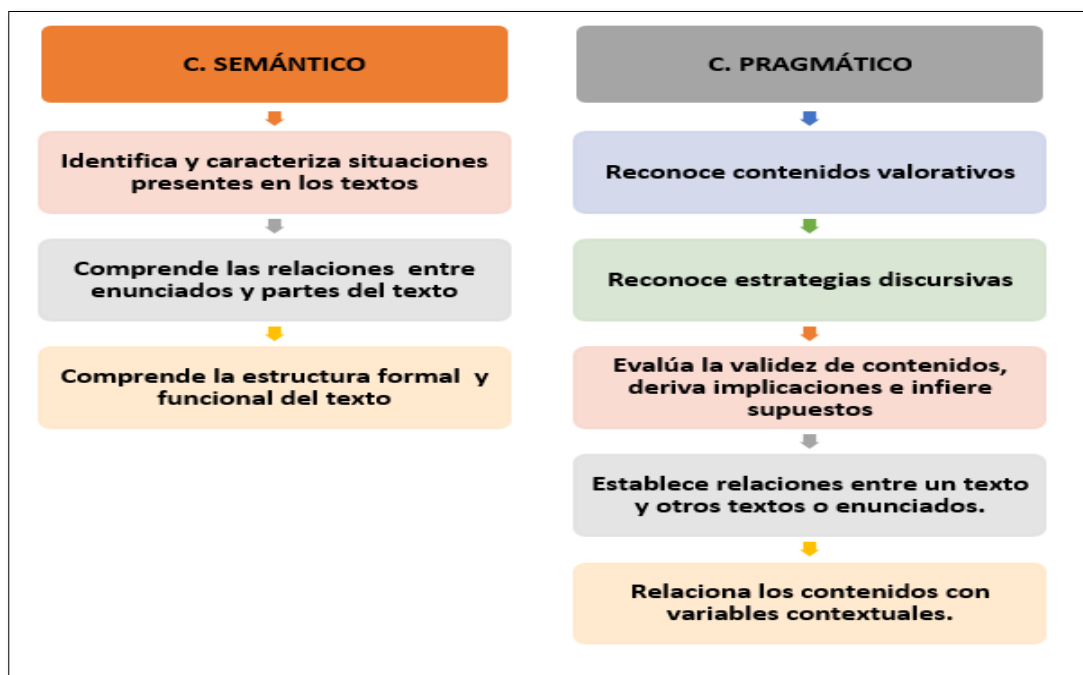 C. SEMÁNTICO
Identifica y caracteriza situaciones
presentes en los textos
Comprende las relaciones entre
enunciados y partes del texto
Comprende la estructura formal y
funcional del texto
C. PRAGMÁTICO
Reconoce contenidos valorativos
Reconoce estrategias discursivas
Evalúa la validez de contenidos,
deriva implicaciones e infiere
supuestos
Establece relaciones entre un texto
y otros textos o enunciados.
Relaciona los contenidos con
variables contextuales.